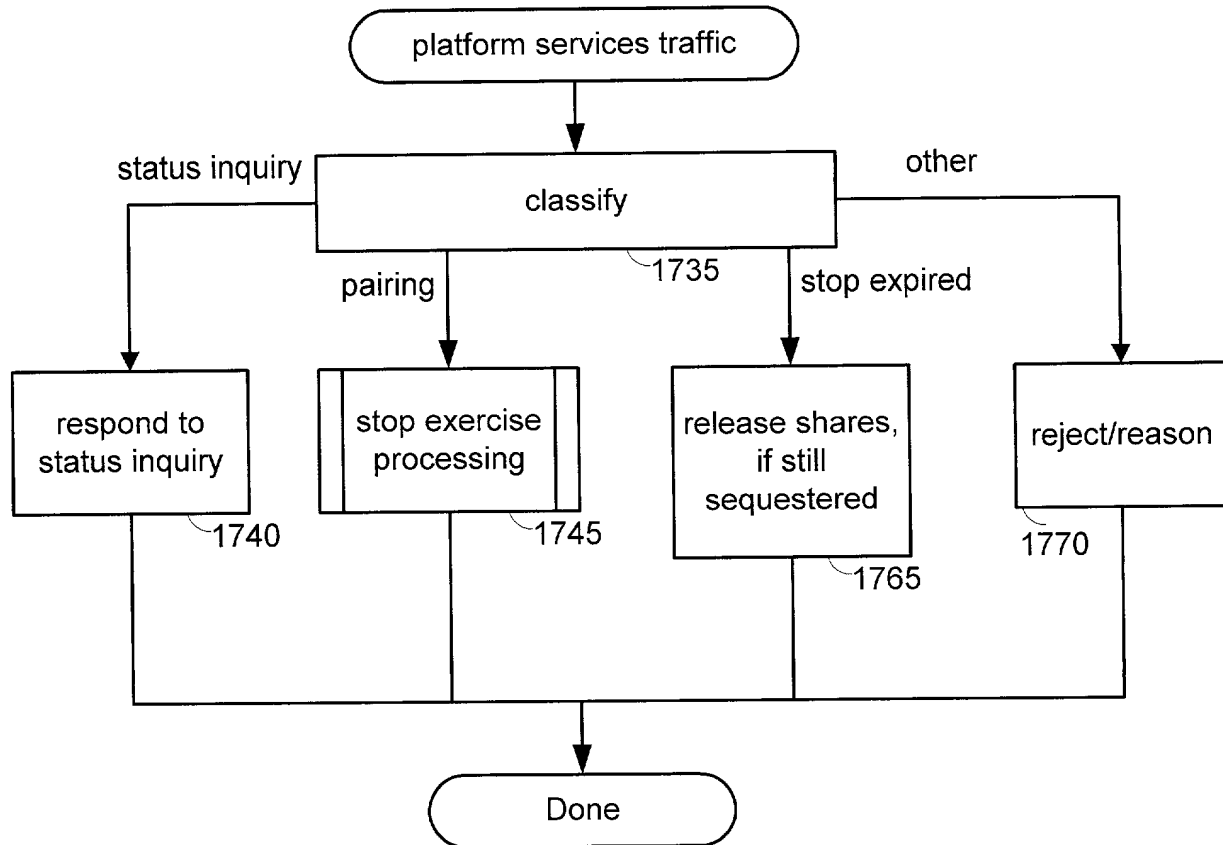 platform services traffic
status inquiry
other
classify
1735
pairing
stop expired
respond to
status inquiry
stop exercise
processing
release shares,
if still
sequestered
reject/reason
1740
1745
1765
1770
Done